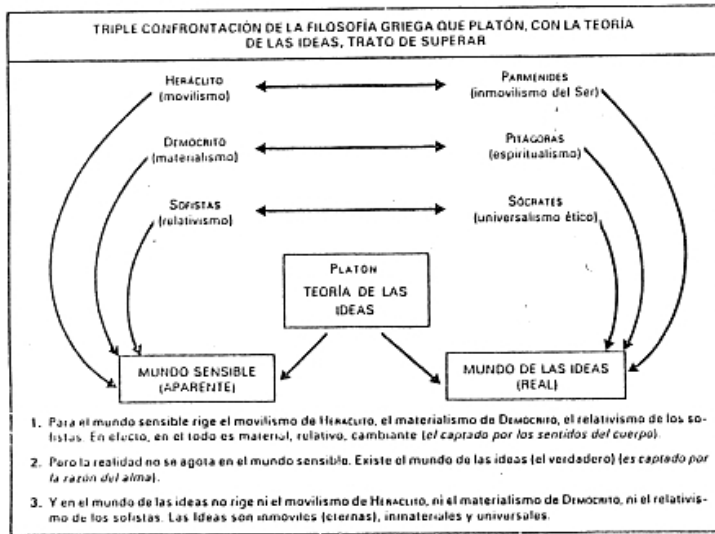 TRIPLE CONFRONTACIÓN DE LA FILOSOFÍA GRIEGA QUE PLATÓN, CON LA TEORÍA
DE LAS IDEAS, TRATO DE SUPERAR
HERÁCLITO
(movilismo)
PARMÉNIDES
(inmovilismo del Ser)
DEMÓCRITO
(materialismo)
PITÁGORAS
(espiritualismo)
SOFISTAS
(relativismo)
SÓCRATES
(universalismo ético)
PLATÓN
TEORÍA DE LAS
IDEAS
MUNDO SENSIBLE
(APARENTE)
MUNDO DE LAS IDEAS
(REAL)
1. Para el mundo sensible rige el movilismo de HERÁCLITO, el materialismo de DEMÓCRITO, el relativismo de los so-
fistas. En efecto, en el todo es material, relativo, cambiante (el captado por los sentidos del cuerpo).
2. Pero la realidad no se agota en el mundo sensible. Existe el mundo de las ideas (el verdadero) (es captado por
la razón del alma).
3. Y en el mundo de las ideas no rige ni el movilismo de HERÁCLITO, ni el materialismo de DEMÓCRITO, ni el relativis-
mo de los sofistas. Las Ideas son inmóviles (eternas), inmateriales y universales.